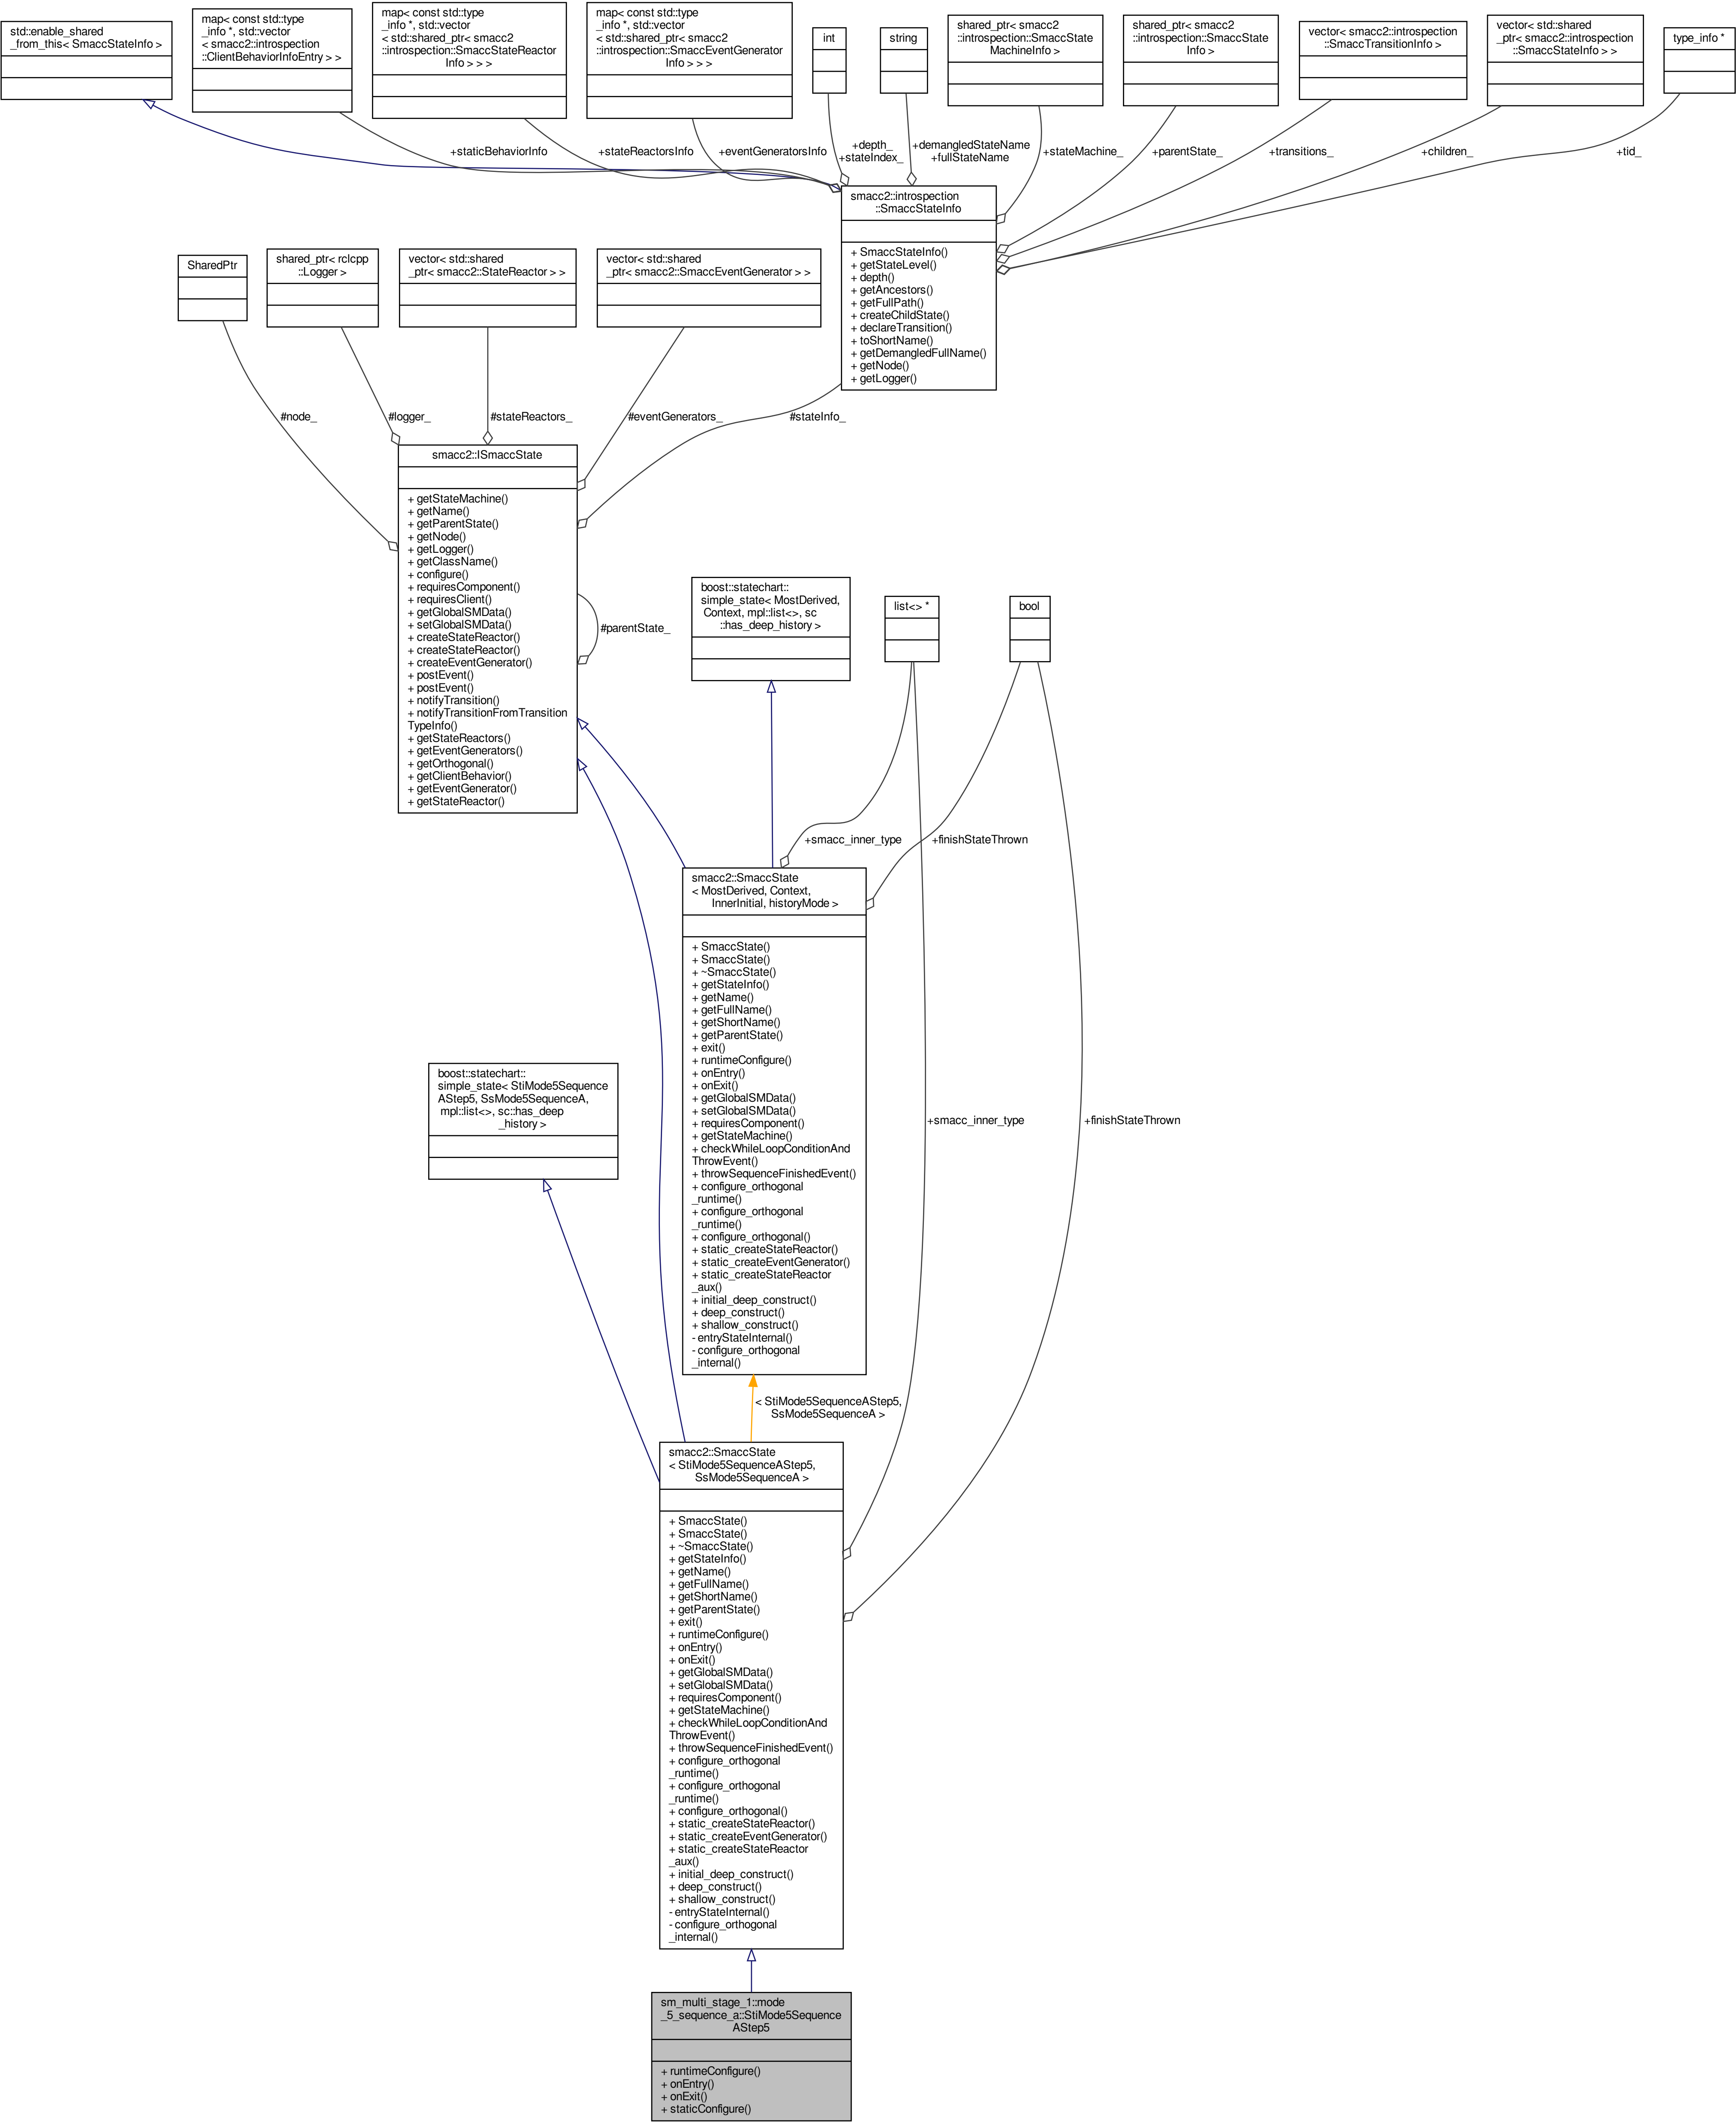 std::enable_shared
_from_this< SmaccStateInfo >
map< const std::type
_info *, std::vector
< smacc2::introspection
::ClientBehaviorInfoEntry > >
map< const std::type
_info *, std::vector
< std::shared_ptr< smacc2
::introspection::SmaccStateReactor
Info > > >
map< const std::type
_info *, std::vector
< std::shared_ptr< smacc2
::introspection::SmaccEventGenerator
Info > > >
int
string
shared_ptr< smacc2
::introspection::SmaccState
MachineInfo >
shared_ptr< smacc2
::introspection::SmaccState
Info >
vector< smacc2::introspection
::SmaccTransitionInfo >
vector< std::shared
_ptr< smacc2::introspection
::SmaccStateInfo > >
type_info *
+staticBehaviorInfo
+stateReactorsInfo
+eventGeneratorsInfo
+depth_
+stateIndex_
+demangledStateName
+fullStateName
+stateMachine_
+parentState_
+transitions_
+children_
+tid_
smacc2::introspection
::SmaccStateInfo
+ SmaccStateInfo()
+ getStateLevel()
+ depth()
+ getAncestors()
+ getFullPath()
+ createChildState()
+ declareTransition()
+ toShortName()
+ getDemangledFullName()
+ getNode()
+ getLogger()
SharedPtr
shared_ptr< rclcpp
::Logger >
vector< std::shared
_ptr< smacc2::StateReactor > >
vector< std::shared
_ptr< smacc2::SmaccEventGenerator > >
#node_
#logger_
#stateReactors_
#eventGenerators_
#stateInfo_
smacc2::ISmaccState
+ getStateMachine()
+ getName()
+ getParentState()
+ getNode()
+ getLogger()
+ getClassName()
+ configure()
+ requiresComponent()
+ requiresClient()
+ getGlobalSMData()
+ setGlobalSMData()
+ createStateReactor()
+ createStateReactor()
+ createEventGenerator()
+ postEvent()
+ postEvent()
+ notifyTransition()
+ notifyTransitionFromTransition
TypeInfo()
+ getStateReactors()
+ getEventGenerators()
+ getOrthogonal()
+ getClientBehavior()
+ getEventGenerator()
+ getStateReactor()
#parentState_
boost::statechart::
simple_state< MostDerived,
Context, mpl::list<>, sc
::has_deep_history >
list<> *
bool
+smacc_inner_type
+finishStateThrown
smacc2::SmaccState
< MostDerived, Context,
InnerInitial, historyMode >
+ SmaccState()
+ SmaccState()
+ ~SmaccState()
+ getStateInfo()
+ getName()
+ getFullName()
+ getShortName()
+ getParentState()
+ exit()
+ runtimeConfigure()
+ onEntry()
+ onExit()
+ getGlobalSMData()
+ setGlobalSMData()
+ requiresComponent()
+ getStateMachine()
+ checkWhileLoopConditionAnd
ThrowEvent()
+ throwSequenceFinishedEvent()
+ configure_orthogonal
_runtime()
+ configure_orthogonal
_runtime()
+ configure_orthogonal()
+ static_createStateReactor()
+ static_createEventGenerator()
+ static_createStateReactor
_aux()
+ initial_deep_construct()
+ deep_construct()
+ shallow_construct()
- entryStateInternal()
- configure_orthogonal
_internal()
boost::statechart::
simple_state< StiMode5Sequence
AStep5, SsMode5SequenceA,
mpl::list<>, sc::has_deep
_history >
+smacc_inner_type
+finishStateThrown
< StiMode5SequenceAStep5,
SsMode5SequenceA >
smacc2::SmaccState
< StiMode5SequenceAStep5,
SsMode5SequenceA >
+ SmaccState()
+ SmaccState()
+ ~SmaccState()
+ getStateInfo()
+ getName()
+ getFullName()
+ getShortName()
+ getParentState()
+ exit()
+ runtimeConfigure()
+ onEntry()
+ onExit()
+ getGlobalSMData()
+ setGlobalSMData()
+ requiresComponent()
+ getStateMachine()
+ checkWhileLoopConditionAnd
ThrowEvent()
+ throwSequenceFinishedEvent()
+ configure_orthogonal
_runtime()
+ configure_orthogonal
_runtime()
+ configure_orthogonal()
+ static_createStateReactor()
+ static_createEventGenerator()
+ static_createStateReactor
_aux()
+ initial_deep_construct()
+ deep_construct()
+ shallow_construct()
- entryStateInternal()
- configure_orthogonal
_internal()
sm_multi_stage_1::mode
_5_sequence_a::StiMode5Sequence
AStep5
+ runtimeConfigure()
+ onEntry()
+ onExit()
+ staticConfigure()